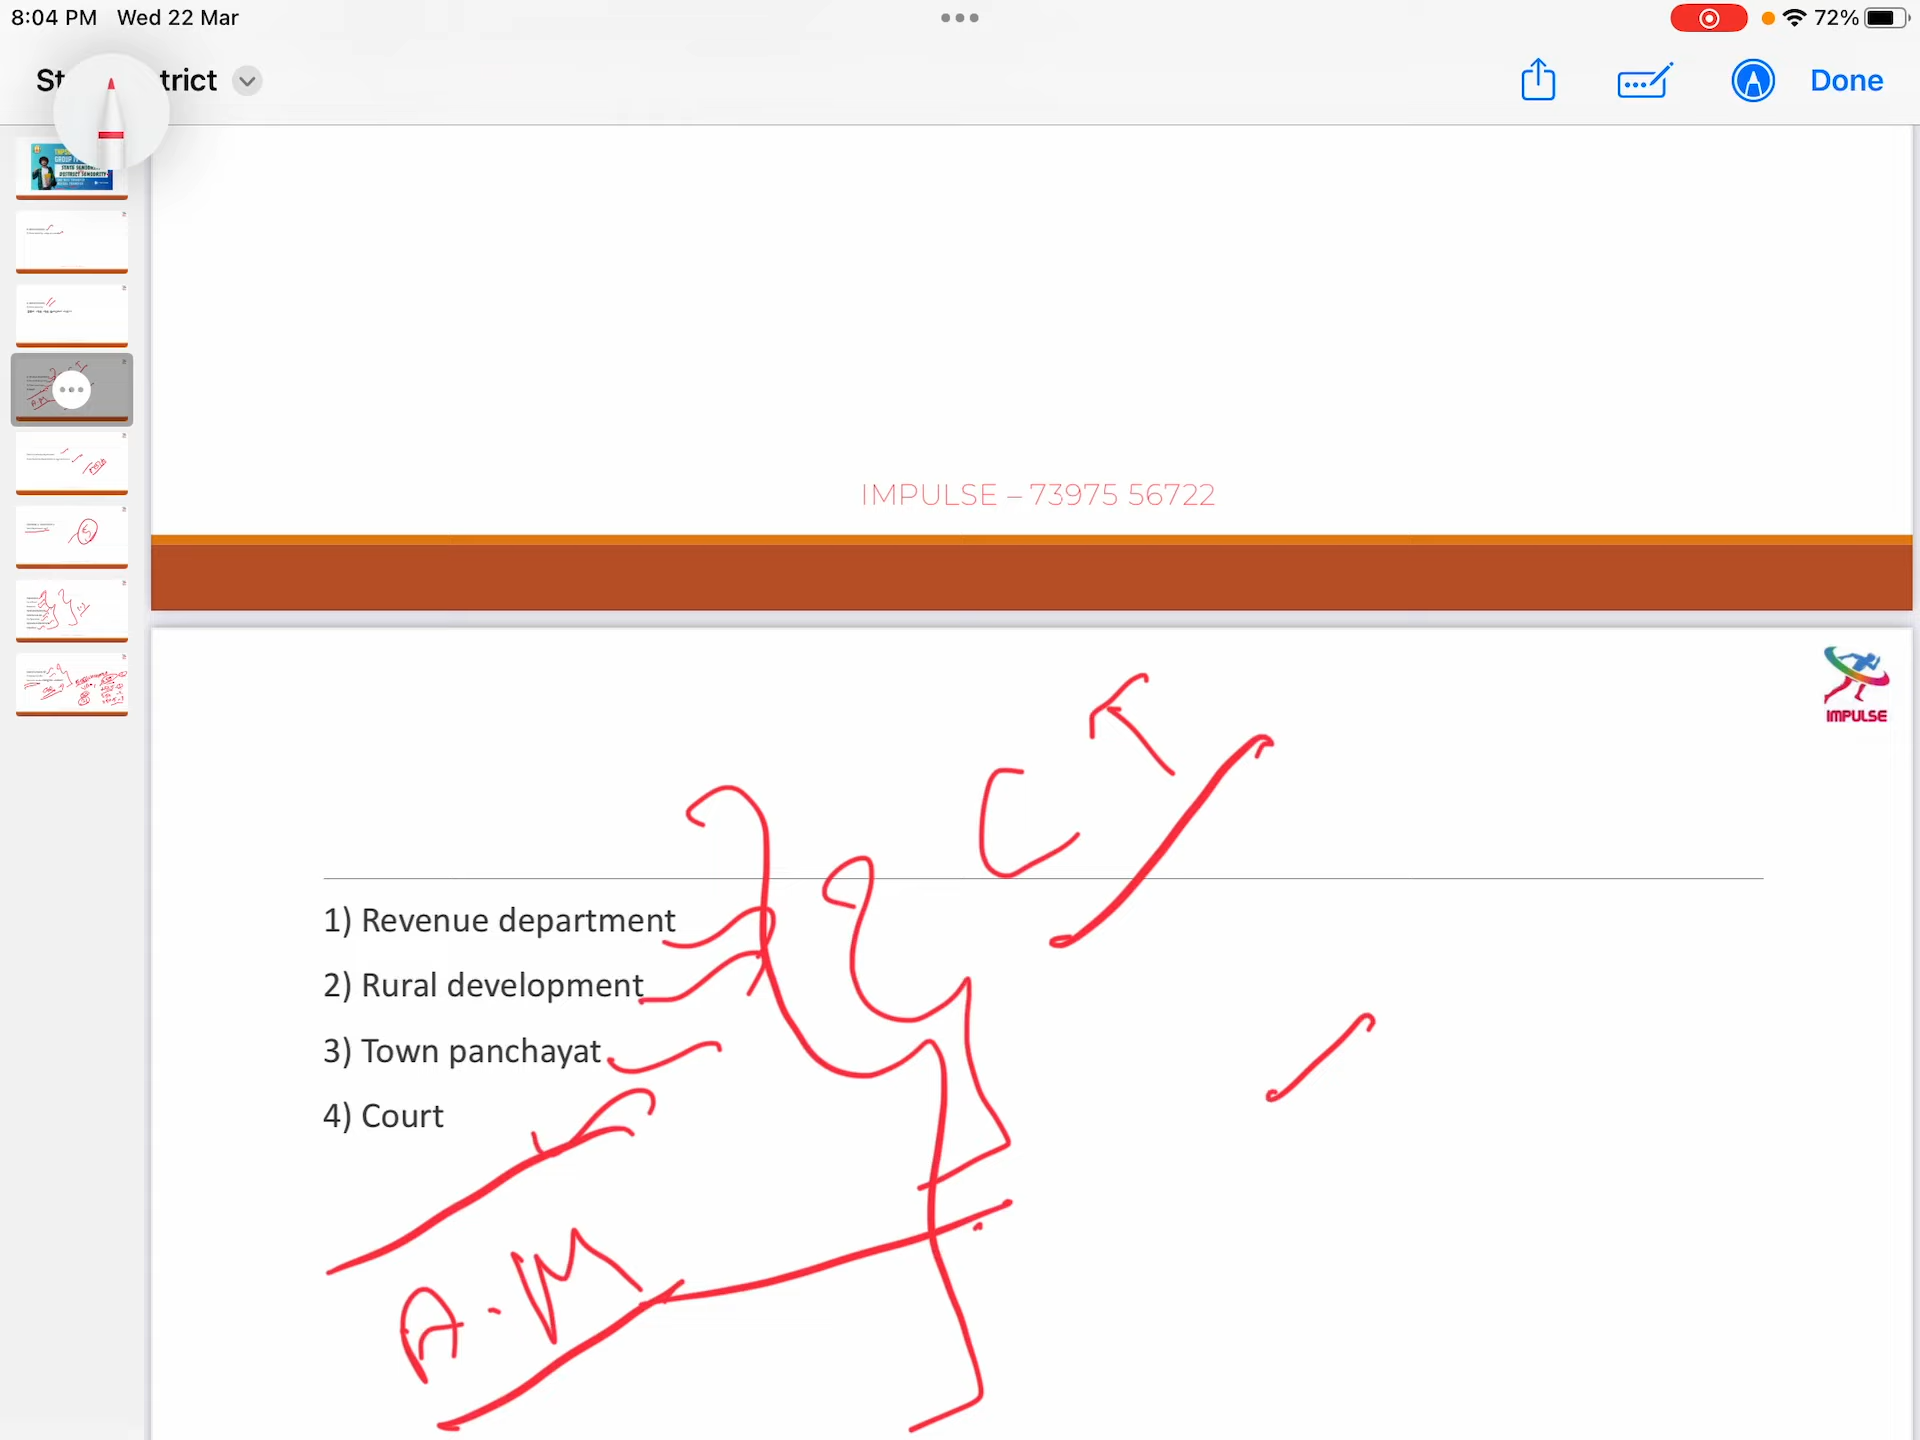 8:04 PM Wed 22 Mar
72%
trict
Done
IMPULSE – 73975 56722
IMPULSE
CT
1) Revenue department
2) Rural development
3) Town panchayat
4) Court
A.M